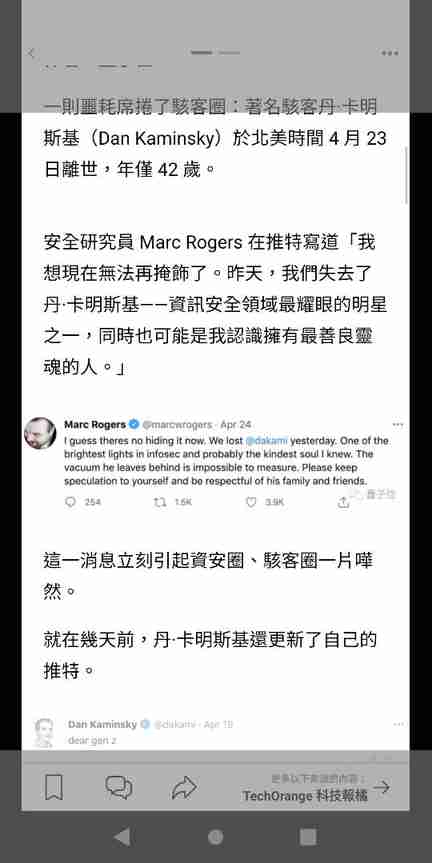 一則噩耗席捲了駭客圈：著名駭客丹·卡明
斯基（Dan Kaminsky）於北美時間 4 月 23
日離世，年僅 42 歲。
安全研究員 Marc Rogers 在推特寫道「我
想現在無法再掩飾了。昨天，我們失去了
丹·卡明斯基——資訊安全領域最耀眼的明星
之一，同時也可能是我認識擁有最善良靈
魂的人。」
Marc Rogers @marcwrogers · Apr 24
I guess theres no hiding it now. We lost @dakami yesterday. One of the
brightest lights in infosec and probably the kindest soul I knew. The
vacuum he leaves behind is impossible to measure. Please keep
speculation to yourself and be respectful of his family and friends.
254 1.6K 3.9K
量子位
這一消息立刻引起資安圈、駭客圈一片嘩
然。
就在幾天前，丹·卡明斯基還更新了自己的
推特。
Dan Kaminsky @dakami · Apr 19
dear gen z
TechOrange 科技報橘